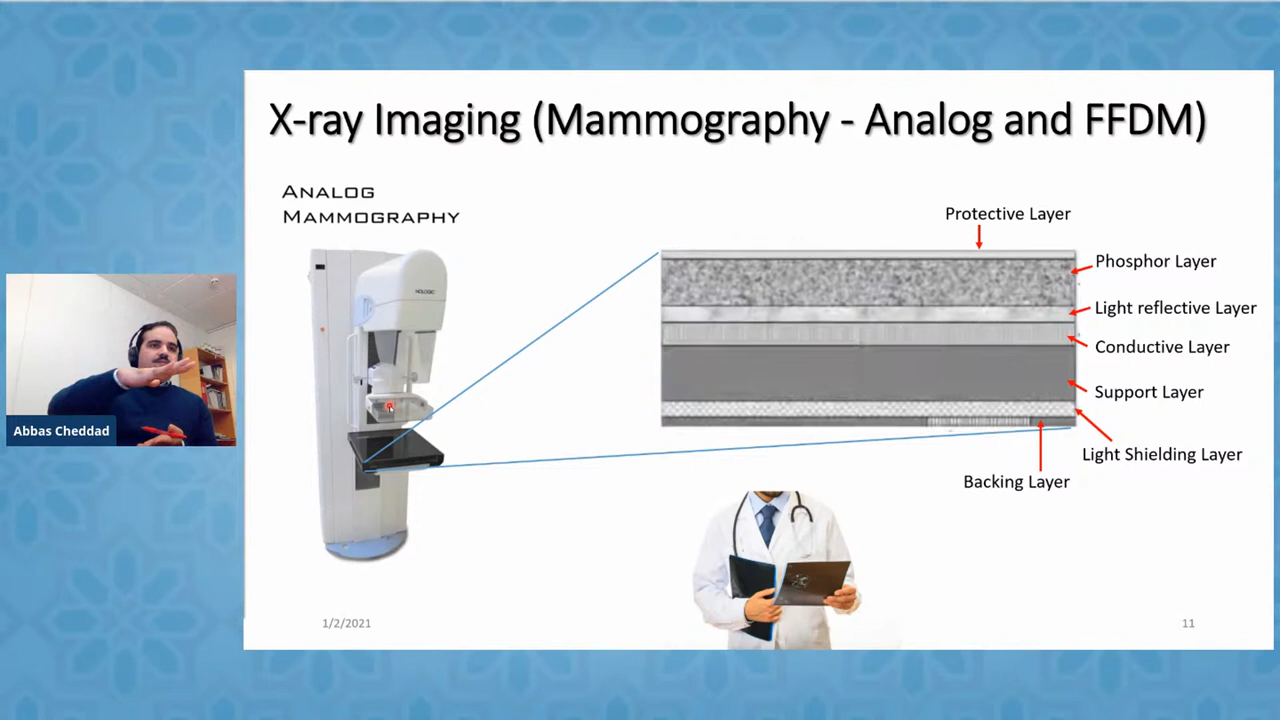 X-ray Imaging (Mammography - Analog and FFDM)
ANALOG
MAMMOGRAPHY
Protective Layer
Phosphor Layer
Light reflective Layer
HOLOGIC
Conductive Layer
Support Layer
Abbas Cheddad
Light Shielding Layer
Backing Layer
1/2/2021
11